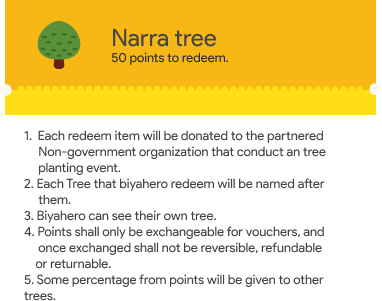 Narra tree
50 points to redeem.
1. Each redeem item will be donated to the partnered
Non-government organization that conduct an tree
planting event.
2. Each Tree that biyahero redeem will be named after
them.
3. Biyahero can see their own tree.
4. Points shall only be exchangeable for vouchers, and
once exchanged shall not be reversible, refundable
or returnable.
5. Some percentage from points will be given to other
trees.